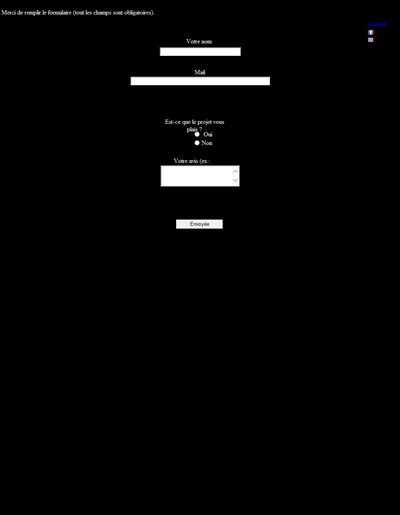 Merci de remplir le formulaire (tout les champs sont obligatoires).
Accueil
Votre nom
Mail
Est-ce que le projet vous
plais ?
Oui
Non
Votre avis (ex :
Envoyée